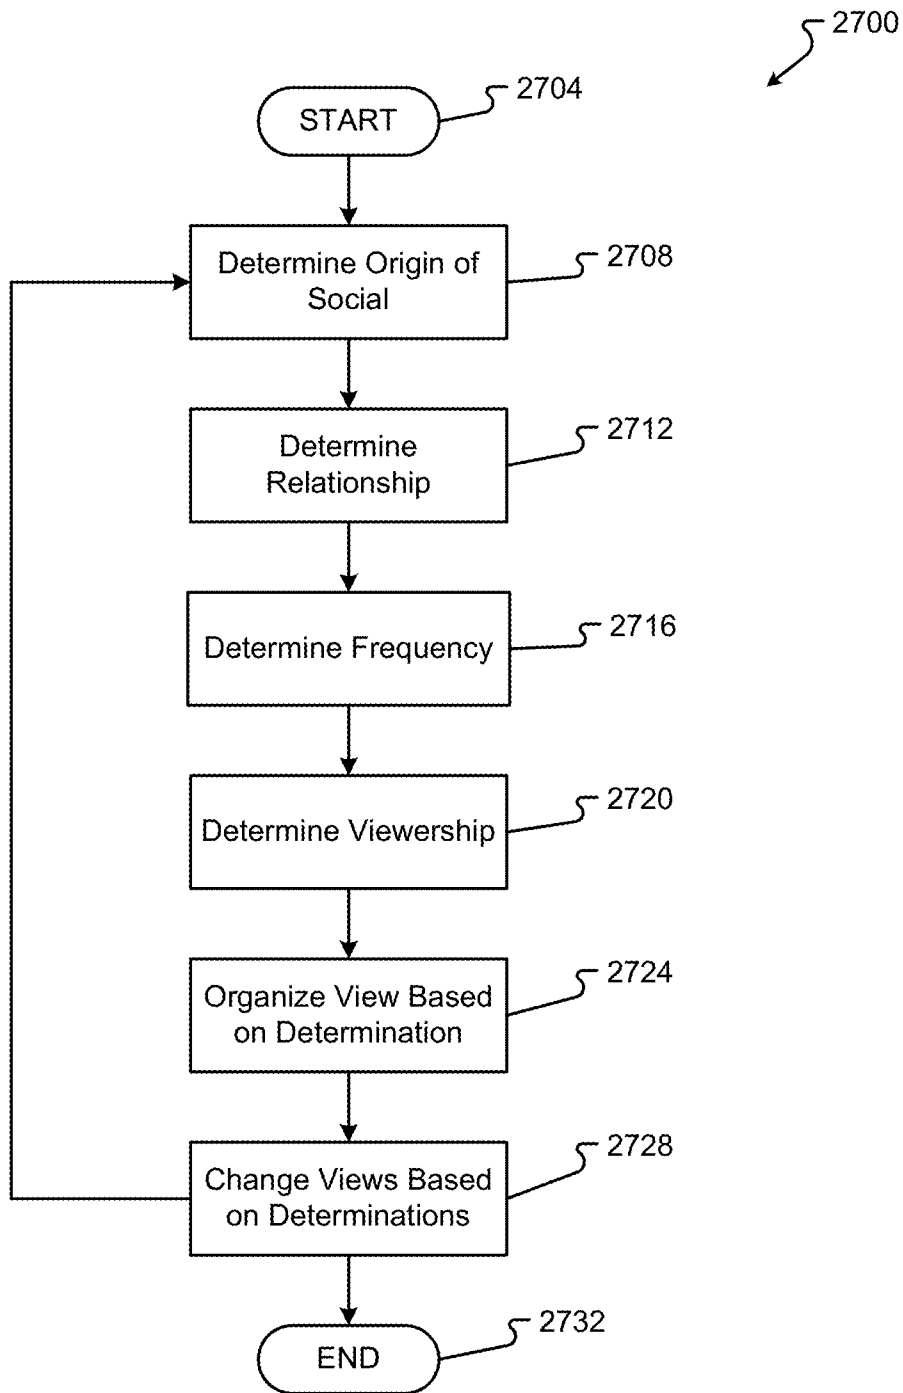 2700
START
2704
Determine Origin of
Social
2708
Determine
Relationship
2712
Determine Frequency
2716
Determine Viewership
2720
Organize View Based
on Determination
2724
Change Views Based
on Determinations
2728
END
2732